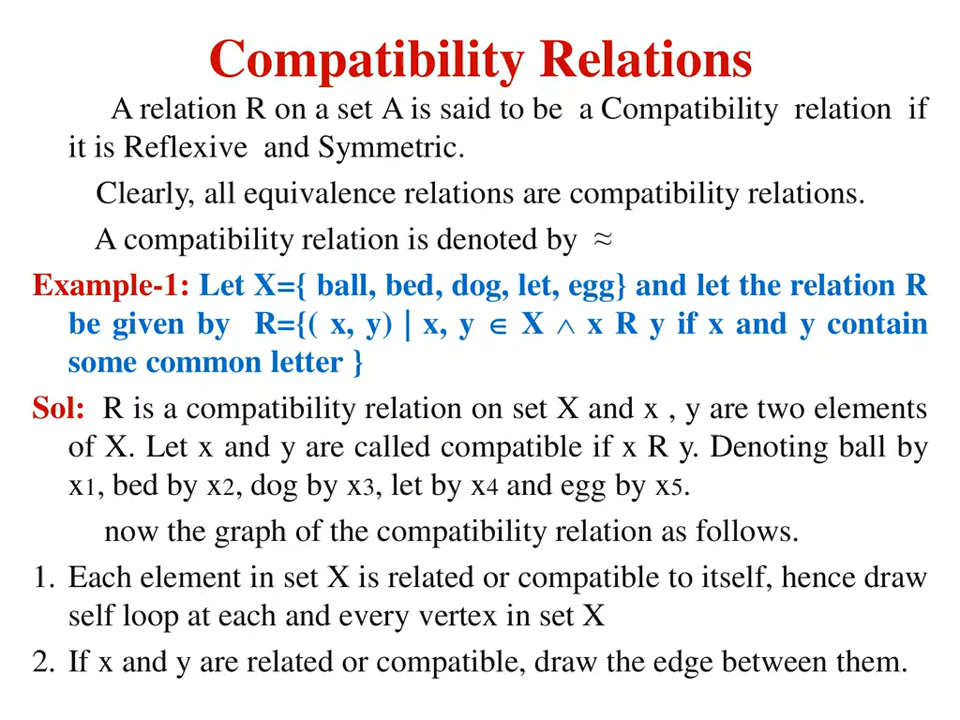 Compatibility Relations
A relation R on a set A is said to be a Compatibility relation if
it is Reflexive and Symmetric.
Clearly, all equivalence relations are compatibility relations.
A compatibility relation is denoted by ≈
Example-1: Let X={ ball, bed, dog, let, egg} and let the relation R
be given by R={( x, y) | x, y ∈ X ∧ x R y if x and y contain
some common letter }
Sol: R is a compatibility relation on set X and x , y are two elements
of X. Let x and y are called compatible if x R y. Denoting ball by
x1, bed by x2, dog by x3, let by x4 and egg by x5.
now the graph of the compatibility relation as follows.
1. Each element in set X is related or compatible to itself, hence draw
self loop at each and every vertex in set X
2. If x and y are related or compatible, draw the edge between them.